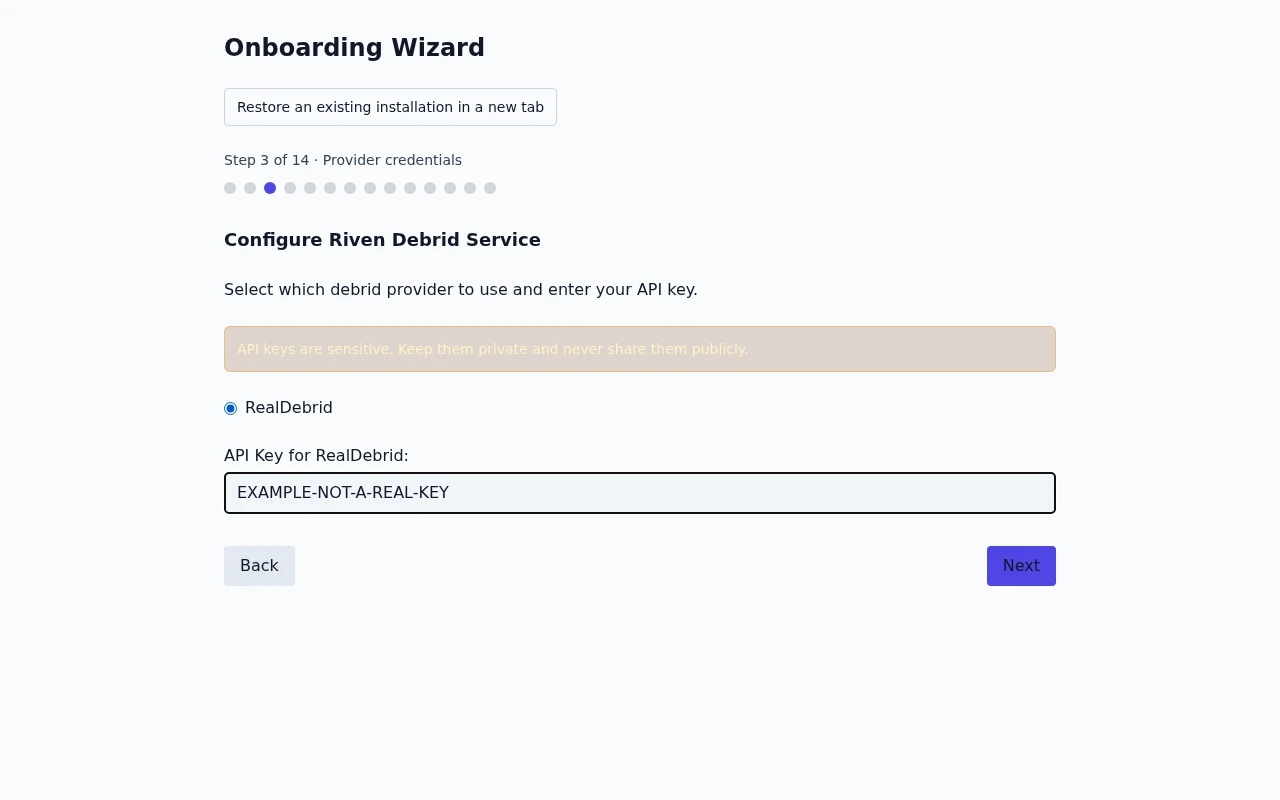 Onboarding Wizard
Restore an existing installation in a new tab
Step 3 of 14 · Provider credentials
Configure Riven Debrid Service
Select which debrid provider to use and enter your API key.
API keys are sensitive. Keep them private and never share them publicly.
RealDebrid
API Key for RealDebrid:
EXAMPLE-NOT-A-REAL-KEY
Back
Next